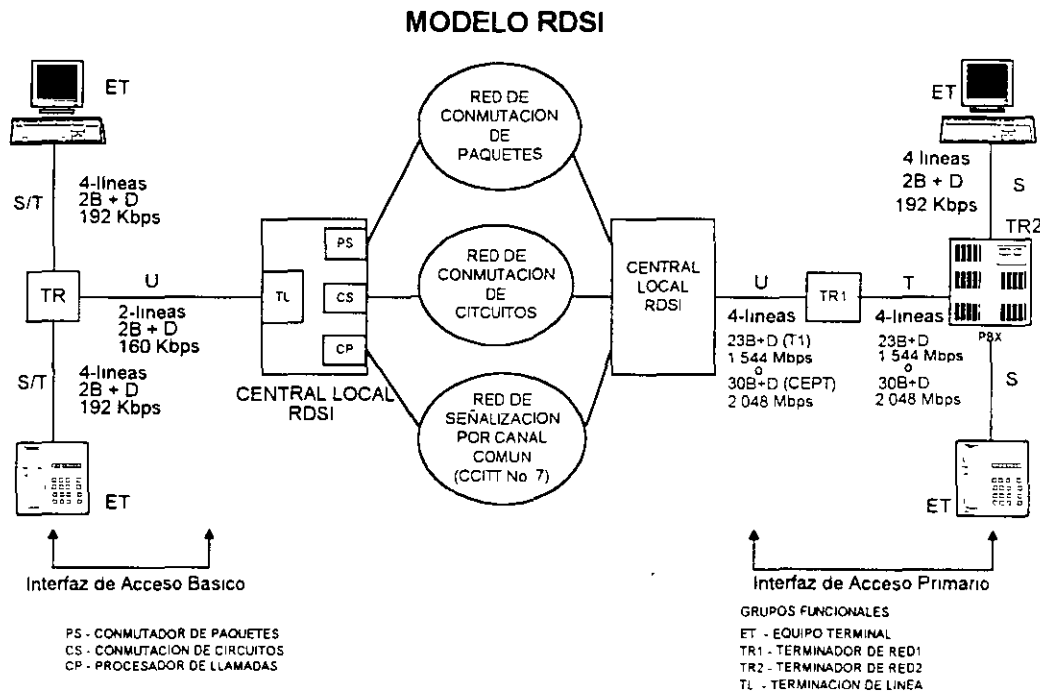 MODELO RDSI
ET
4-lineas
2B + D
192 Kbps
S/T
TR
U
2-lineas
2B + D
160 Kbps
S/T
4-lineas
2B + D
192 Kbps
ET
Interfaz de Acceso Basico
TL
PS
CS
CP
CENTRAL LOCAL
RDSI
RED DE
CONMUTACION
DE
PAQUETES
RED DE
CONMUTACION
DE
CITCUITOS
RED DE
SEÑALIZACION
POR CANAL
COMUN
(CCITT No 7)
CENTRAL
LOCAL
RDSI
U
4-lineas
23B+D (T1)
1 544 Mbps
o
30B+D (CEPT)
2 048 Mbps
TR1
T
4-lineas
23B+D
1 544 Mbps
o
30B+D
2 048 Mbps
ET
4 lineas
2B + D
192 Kbps
S
TR2
PBX
S
ET
Interfaz de Acceso Primario
PS - CONMUTADOR DE PAQUETES
CS - CONMUTACION DE CIRCUITOS
CP - PROCESADOR DE LLAMADAS
GRUPOS FUNCIONALES
ET - EQUIPO TERMINAL
TR1 - TERMINADOR DE RED1
TR2 - TERMINADOR DE RED2
TL - TERMINACION DE LINEA